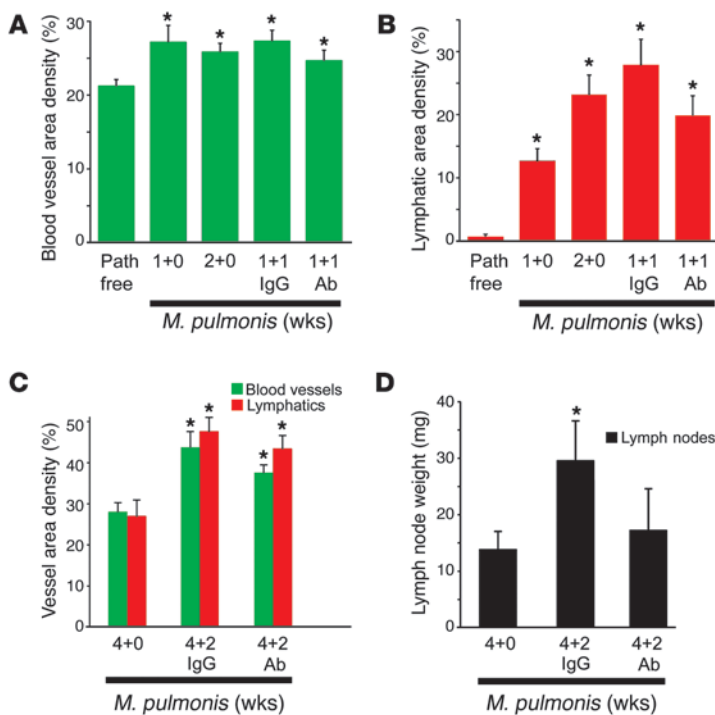 A
Blood vessel area density (%)
30
20
10
0
*
*
*
*
Path free
1+0
2+0
1+1 IgG
1+1 Ab
M. pulmonis (wks)
B
Lymphatic area density (%)
30
20
10
0
*
*
*
*
Path free
1+0
2+0
1+1 IgG
1+1 Ab
M. pulmonis (wks)
C
Blood vessels
Lymphatics
Vessel area density (%)
50
40
30
20
10
0
*
*
*
*
4+0
4+2 IgG
4+2 Ab
M. pulmonis (wks)
D
Lymph nodes
Lymph node weight (mg)
40
30
20
10
0
*
4+0
4+2 IgG
4+2 Ab
M. pulmonis (wks)